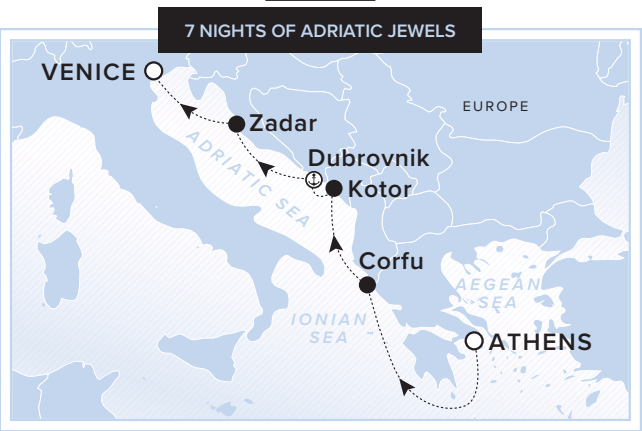 7 NIGHTS OF ADRIATIC JEWELS
VENICE
EUROPE
Zadar
ADRIATIC SEA
Dubrovnik
Kotor
Corfu
AEGEAN
SEA
IONIAN
SEA
ATHENS